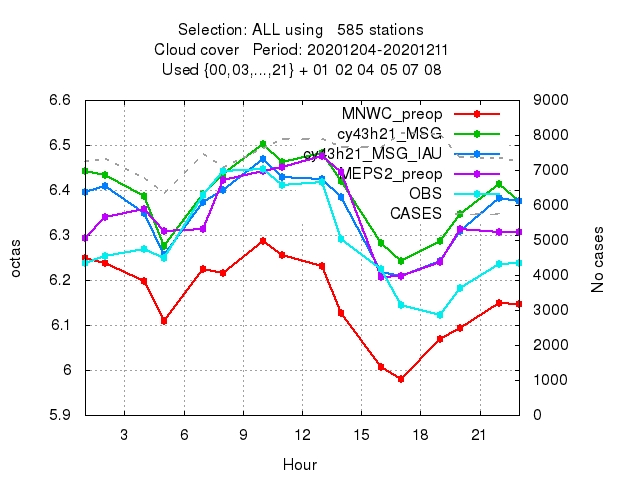 Selection: ALL using   585 stations
Cloud cover   Period: 20201204-20201211
Used {00,03,...,21} + 01 02 04 05 07 08
6.6
6.5
6.4
6.3
6.2
6.1
6
5.9
9000
8000
7000
6000
5000
4000
3000
2000
1000
0
MNWC_preop
cy43h21_MSG
cy43h21_MSG_IAU
MEPS2_preop
OBS
CASES
octas
No cases
3
6
9
12
15
18
21
Hour